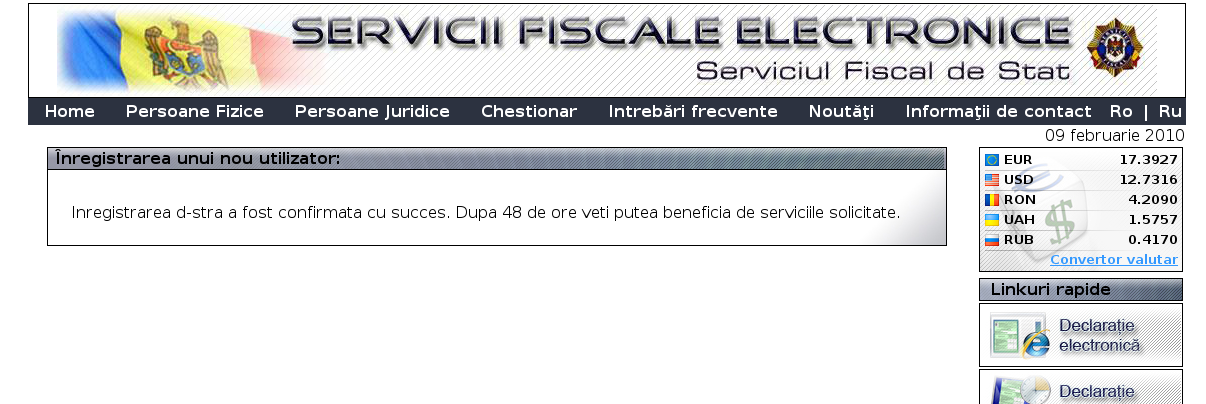 SERVICII FISCALE ELECTRONICE
Serviciul Fiscal de Stat
Home Persoane Fizice Persoane Juridice Chestionar Intrebări frecvente Noutăţi Informaţii de contact Ro | Ru
09 februarie 2010
Înregistrarea unui nou utilizator:
Inregistrarea d-stra a fost confirmata cu succes. Dupa 48 de ore veti putea beneficia de serviciile solicitate.
EUR 17.3927
USD 12.7316
RON 4.2090
UAH 1.5757
RUB 0.4170
Convertor valutar
Linkuri rapide
Declarație
electronică
Declarație